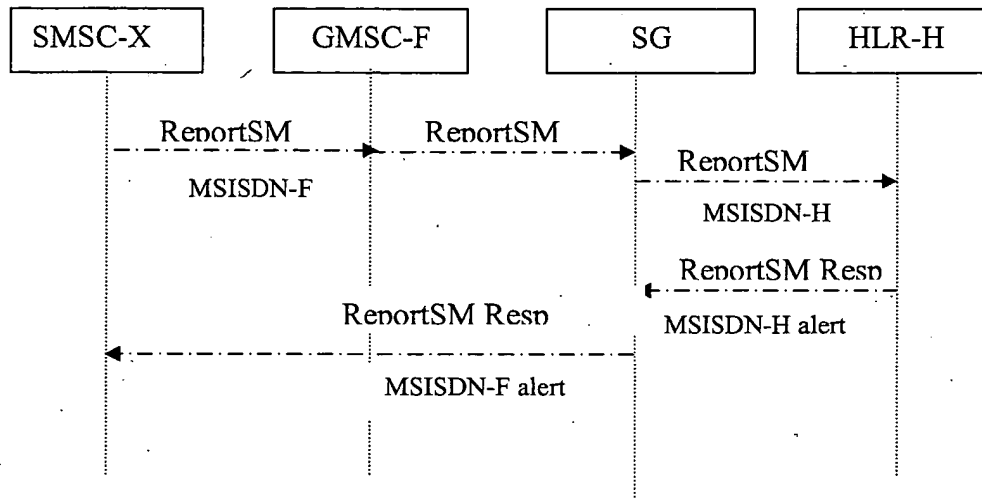 SMSC-X GMSC-F SG HLR-H
ReportSM ReportSM
ReportSM
MSISDN-F
MSISDN-H
ReportSM Resp
ReportSM Resp
MSISDN-H alert
MSISDN-F alert